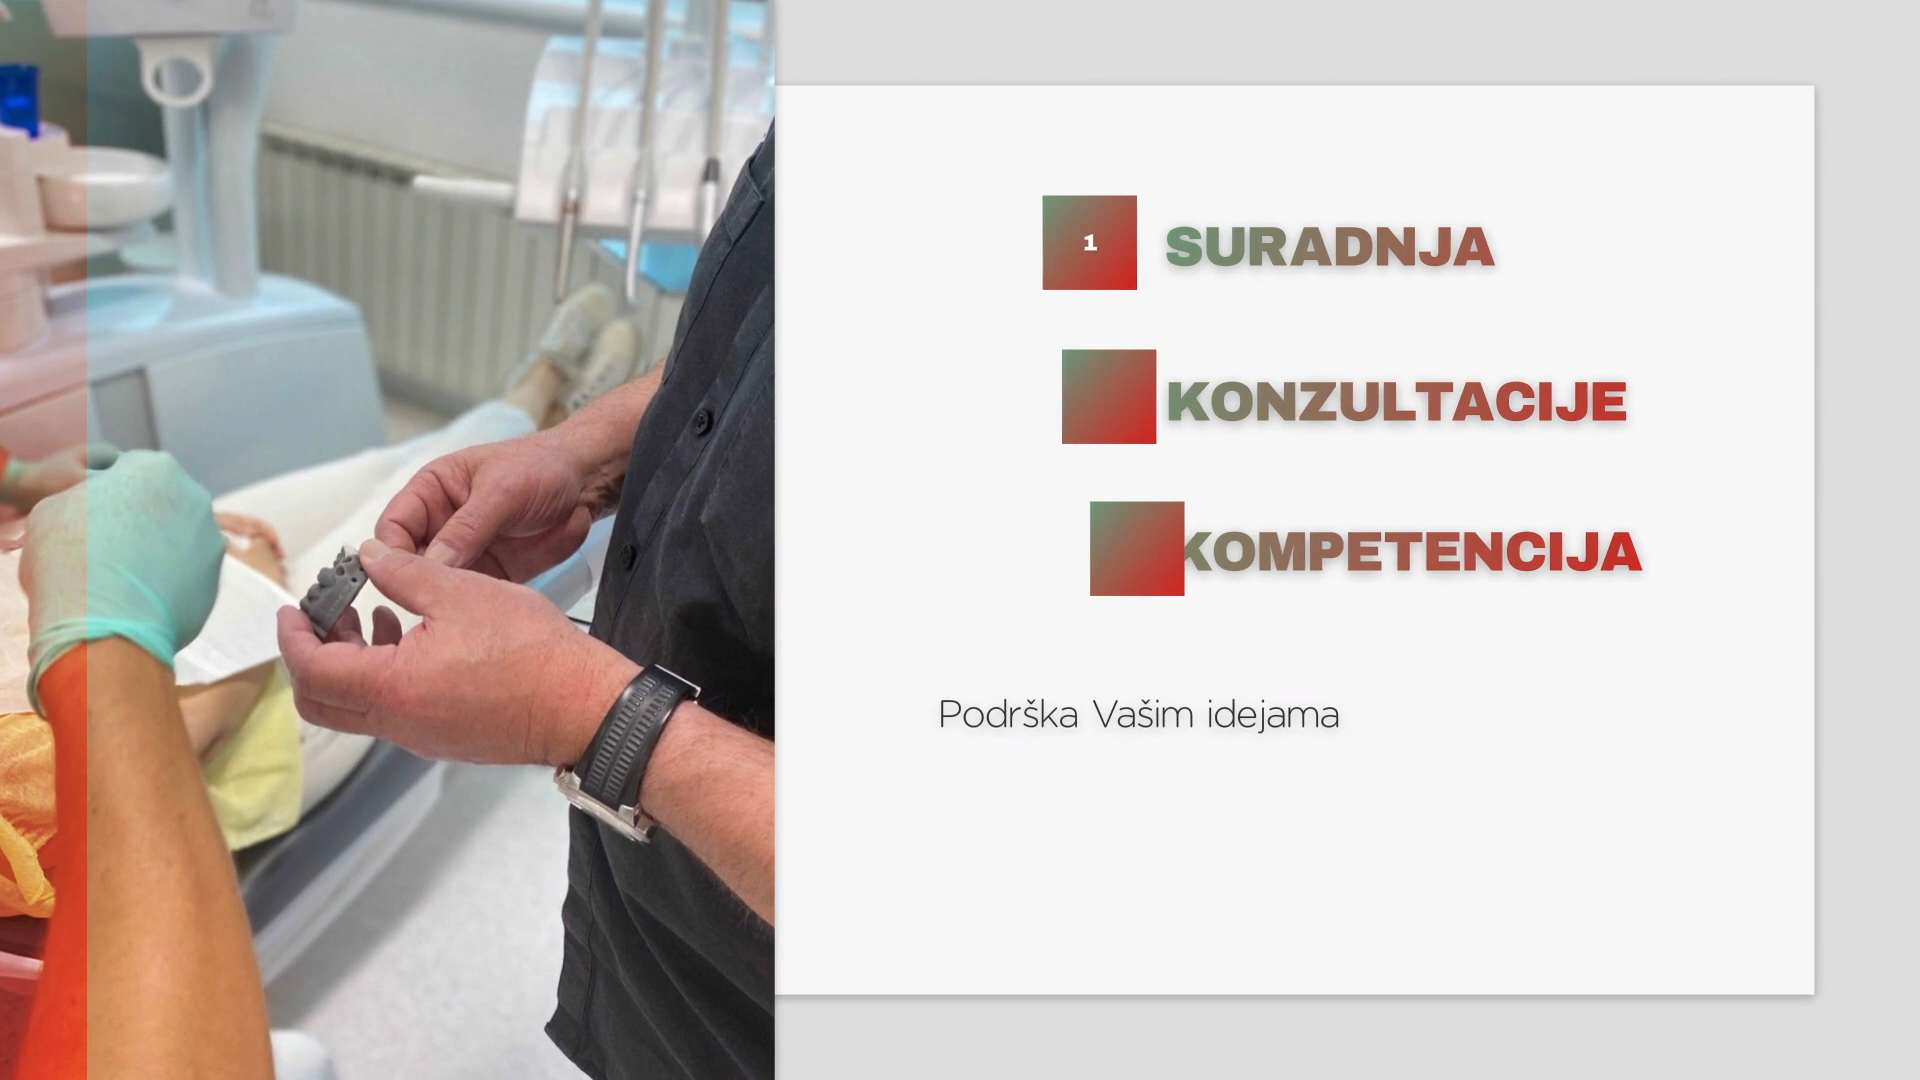 1 SURADNJA
KONZULTACIJE
KOMPETENCIJA
Podrška Vašim idejama